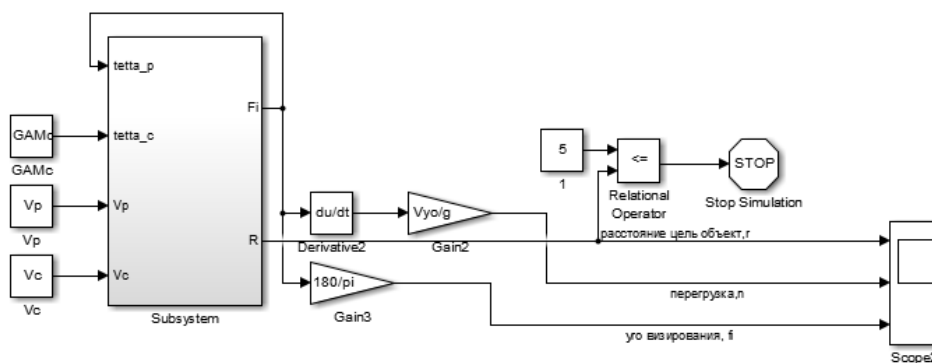 tetta_p
Fi
GAMc
tetta_c
GAMc
Vp
Vp
Vp
R
Vc
Vc
Vc
Subsystem
du/dt
Derivative2
Vyo/g
Gain2
180/pi
Gain3
5
1
<=
Relational
Operator
STOP
Stop Simulation
расстояние цель объект,r
перегрузка,n
уго визирования, fi